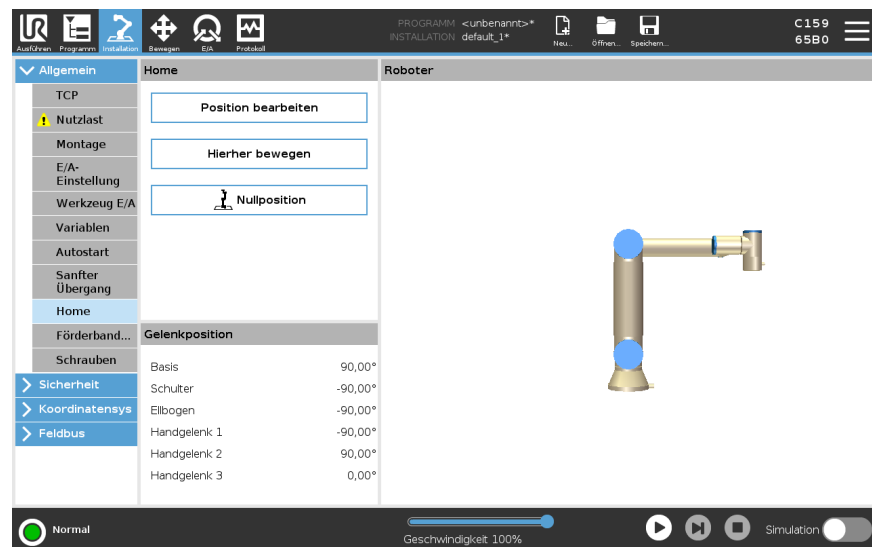 PROGRAMM <unbenannt>*
INSTALLATION default_1*
C159
65B0
Ausführen Programm Installation Bewegen E/A Protokoll Neu... Öffnen... Speichern...
Allgemein
TCP
Nutzlast
Montage
E/A-
Einstellung
Werkzeug E/A
Variablen
Autostart
Sanfter
Übergang
Home
Förderband...
Schrauben
Sicherheit
Koordinatensys
Feldbus
Home
Position bearbeiten
Hierher bewegen
Nullposition
Gelenkposition
Basis 90,00°
Schulter -90,00°
Ellbogen -90,00°
Handgelenk 1 -90,00°
Handgelenk 2 90,00°
Handgelenk 3 0,00°
Roboter
Normal
Geschwindigkeit 100%
Simulation